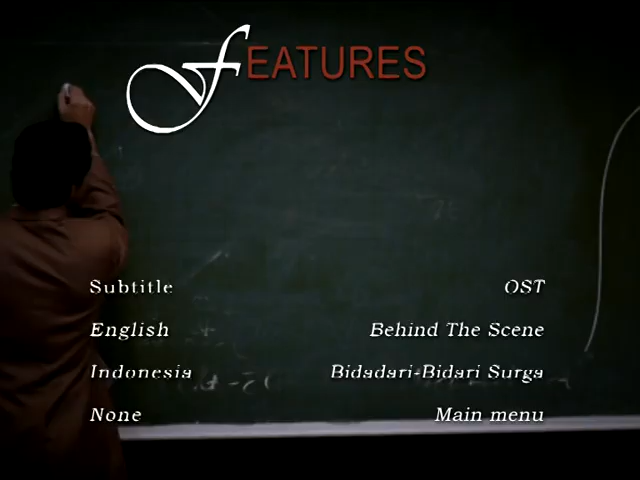 FEATURES
Subtitle
English
Indonesia
None
OST
Behind The Scene
Bidadari-Bidari Surga
Main menu